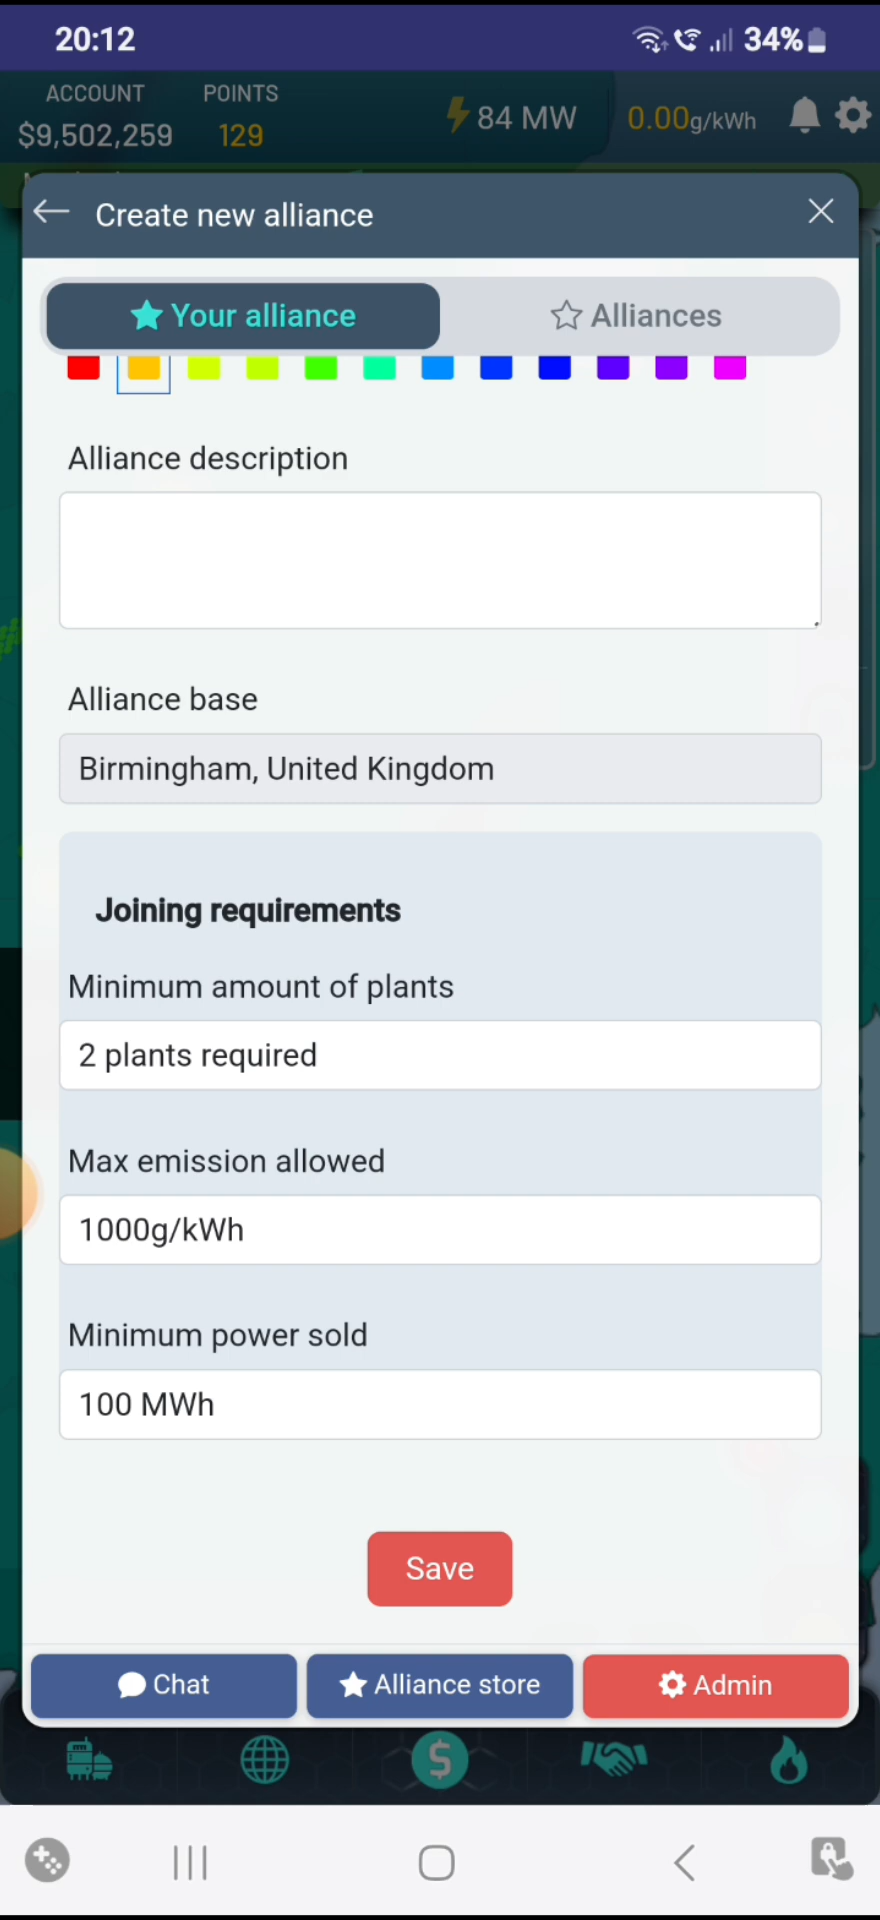 20:12
34%
ACCOUNT
POINTS
$9,502,259
129
84 MW
0.00g/kWh
Create new alliance
Your alliance
Alliances
Alliance description
Alliance base
Birmingham, United Kingdom
Joining requirements
Minimum amount of plants
2 plants required
Max emission allowed
1000g/kWh
Minimum power sold
100 MWh
Save
Chat
Alliance store
Admin